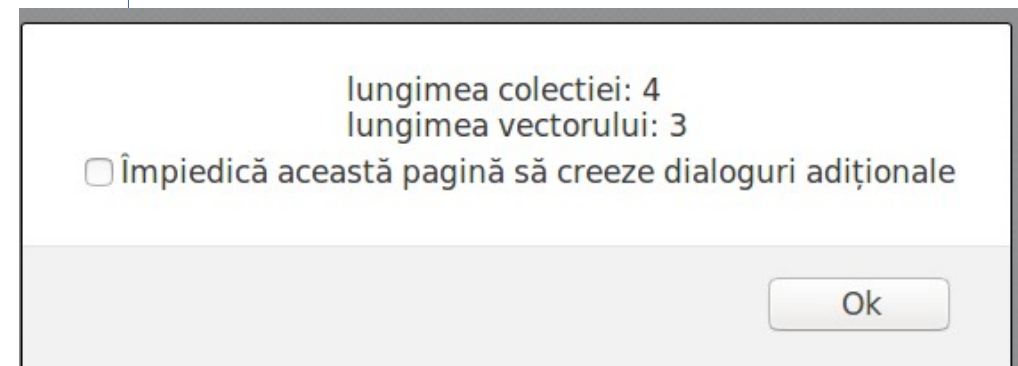 lungimea colectiei: 4
lungimea vectorului: 3
Împiedică această pagină să creeze dialoguri adiționale
Ok